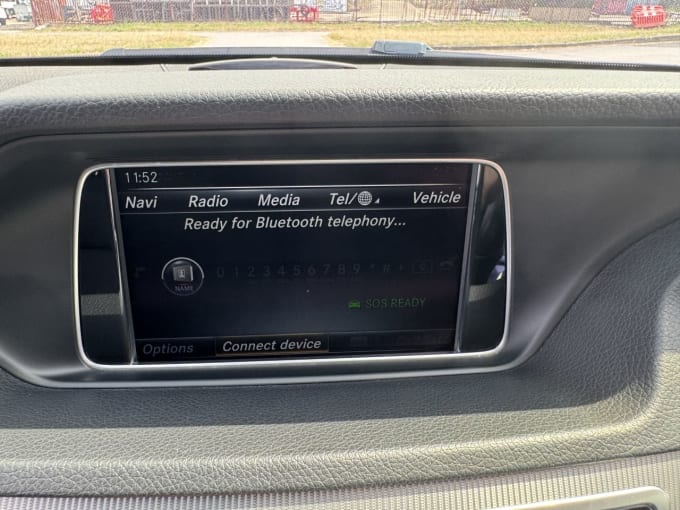 11:52
Navi Radio Media Tel/ Vehicle
Ready for Bluetooth telephony...
0 1 2 3 4 5 6 7 8 9 * # +
NAME
SOS READY
Options Connect device